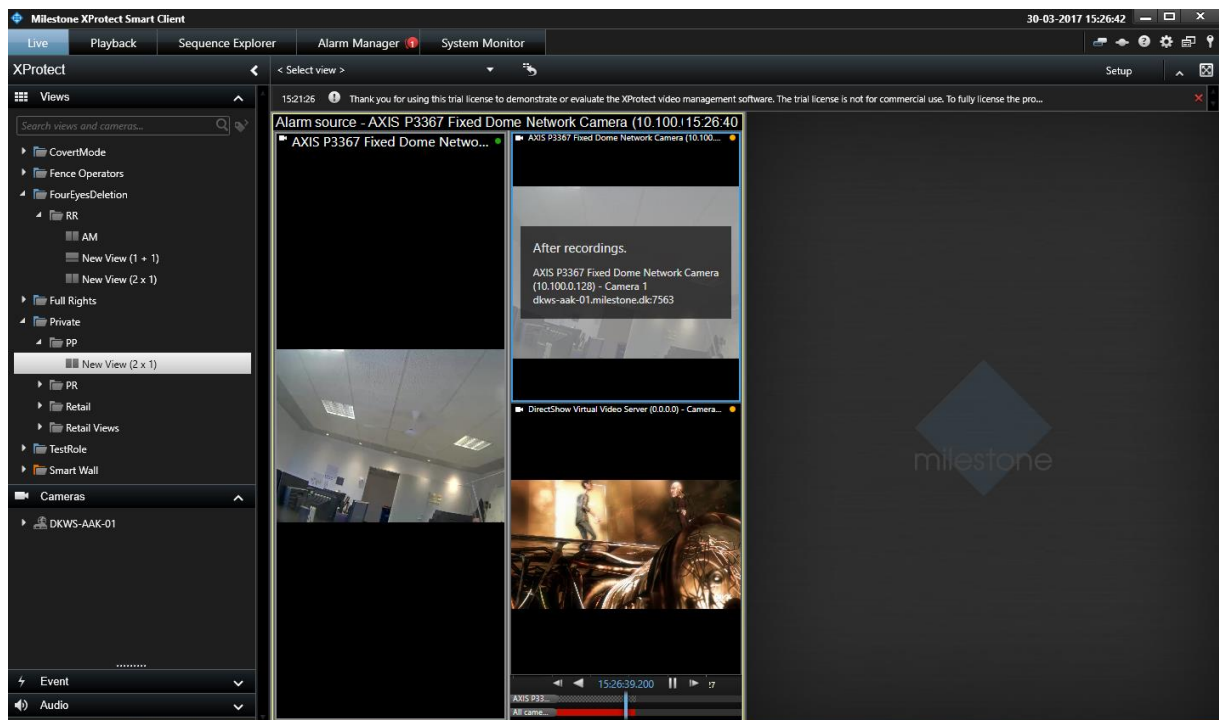 Milestone XProtect Smart Client
30-03-2017 15:26:42
Live Playback Sequence Explorer Alarm Manager 1 System Monitor
XProtect
< Select view >
Setup
Views
15:21:26 Thank you for using this trial license to demonstrate or evaluate the XProtect video management software. The trial license is not for commercial use. To fully license the pro...
Search views and cameras...
CovertMode
Fence Operators
FourEyesDeletion
RR
AM
New View (1 + 1)
New View (2 x 1)
Full Rights
Private
PP
New View (2 x 1)
PR
Retail
Retail Views
TestRole
Smart Wall
Cameras
DKWS-AAK-01
Event
Audio
Alarm source - AXIS P3367 Fixed Dome Network Camera (10.100.( 15:26:40
AXIS P3367 Fixed Dome Netwo...
AXIS P3367 Fixed Dome Network Camera (10.100....
After recordings.
AXIS P3367 Fixed Dome Network Camera
(10.100.0.128) - Camera 1
dkws-aak-01.milestone.dk:7563
DirectShow Virtual Video Server (0.0.0.0) - Camera...
15:26:39.200
AXIS P33...
All came...
milestone